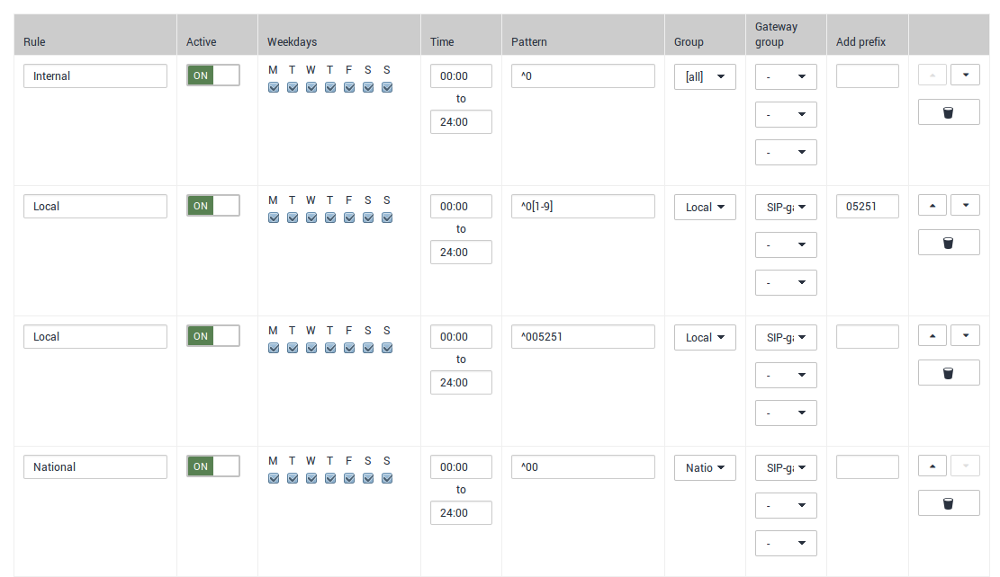 Rule Active Weekdays Time Pattern Group Gateway group Add prefix
Internal ON M T W T F S S 00:00 ^0 [all] -
to
24:00 -
-
Local ON M T W T F S S 00:00 ^0[1-9] Local SIP-ga 05251
to
24:00 -
-
Local ON M T W T F S S 00:00 ^005251 Local SIP-ga
to
24:00 -
-
National ON M T W T F S S 00:00 ^00 Natio SIP-ga
to
24:00 -
-